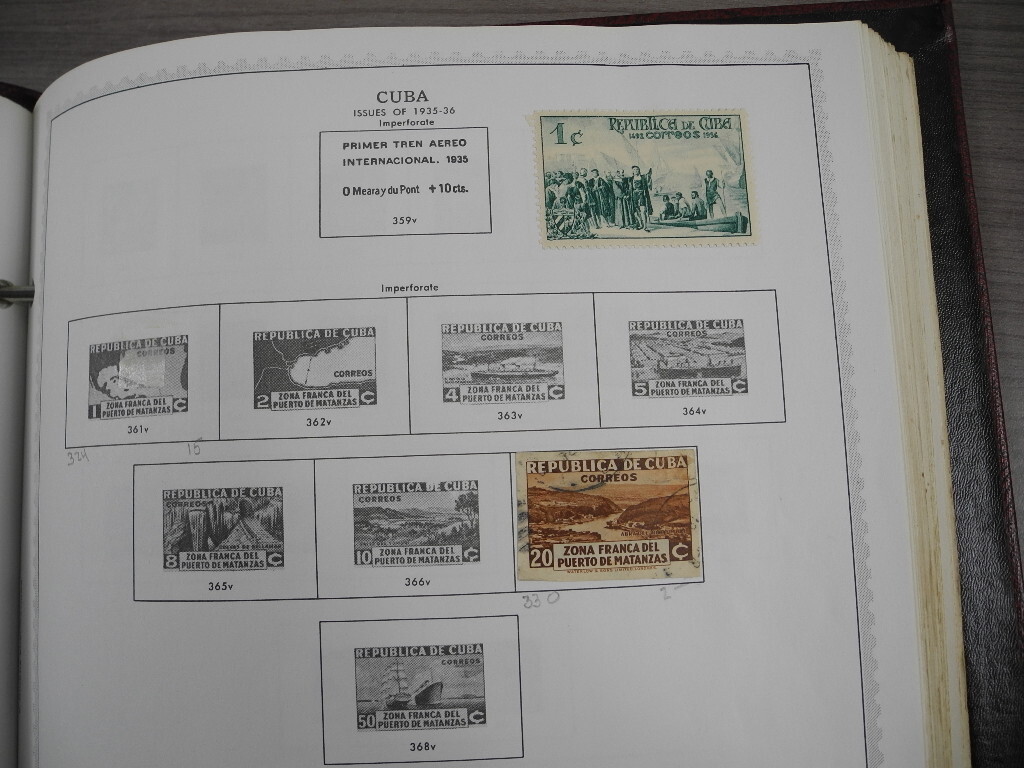 CUBA
ISSUES OF 1935-36
Imperforate
PRIMER TREN AEREO
INTERNACIONAL. 1935
O Meara y du Pont + 10 cts.
359v
1¢ REPUBLICA DE CUBA
1492 CORREOS 1936
Imperforate
REPUBLICA DE CUBA
CORREOS
1 ZONA FRANCA DEL PUERTO DE MATANZAS C
361v
REPUBLICA DE CUBA
CORREOS
2 ZONA FRANCA DEL PUERTO DE MATANZAS C
362v
REPUBLICA DE CUBA
CORREOS
4 ZONA FRANCA DEL PUERTO DE MATANZAS C
363v
REPUBLICA DE CUBA
CORREOS
5 ZONA FRANCA DEL PUERTO DE MATANZAS C
364v
324
15
REPUBLICA DE CUBA
CORREOS
8 ZONA FRANCA DEL PUERTO DE MATANZAS C
365v
REPUBLICA DE CUBA
CORREOS
10 ZONA FRANCA DEL PUERTO DE MATANZAS C
366v
REPUBLICA DE CUBA
CORREOS
20 ZONA FRANCA DEL PUERTO DE MATANZAS C
330
2-
REPUBLICA DE CUBA
CORREOS
50 ZONA FRANCA DEL PUERTO DE MATANZAS C
368v